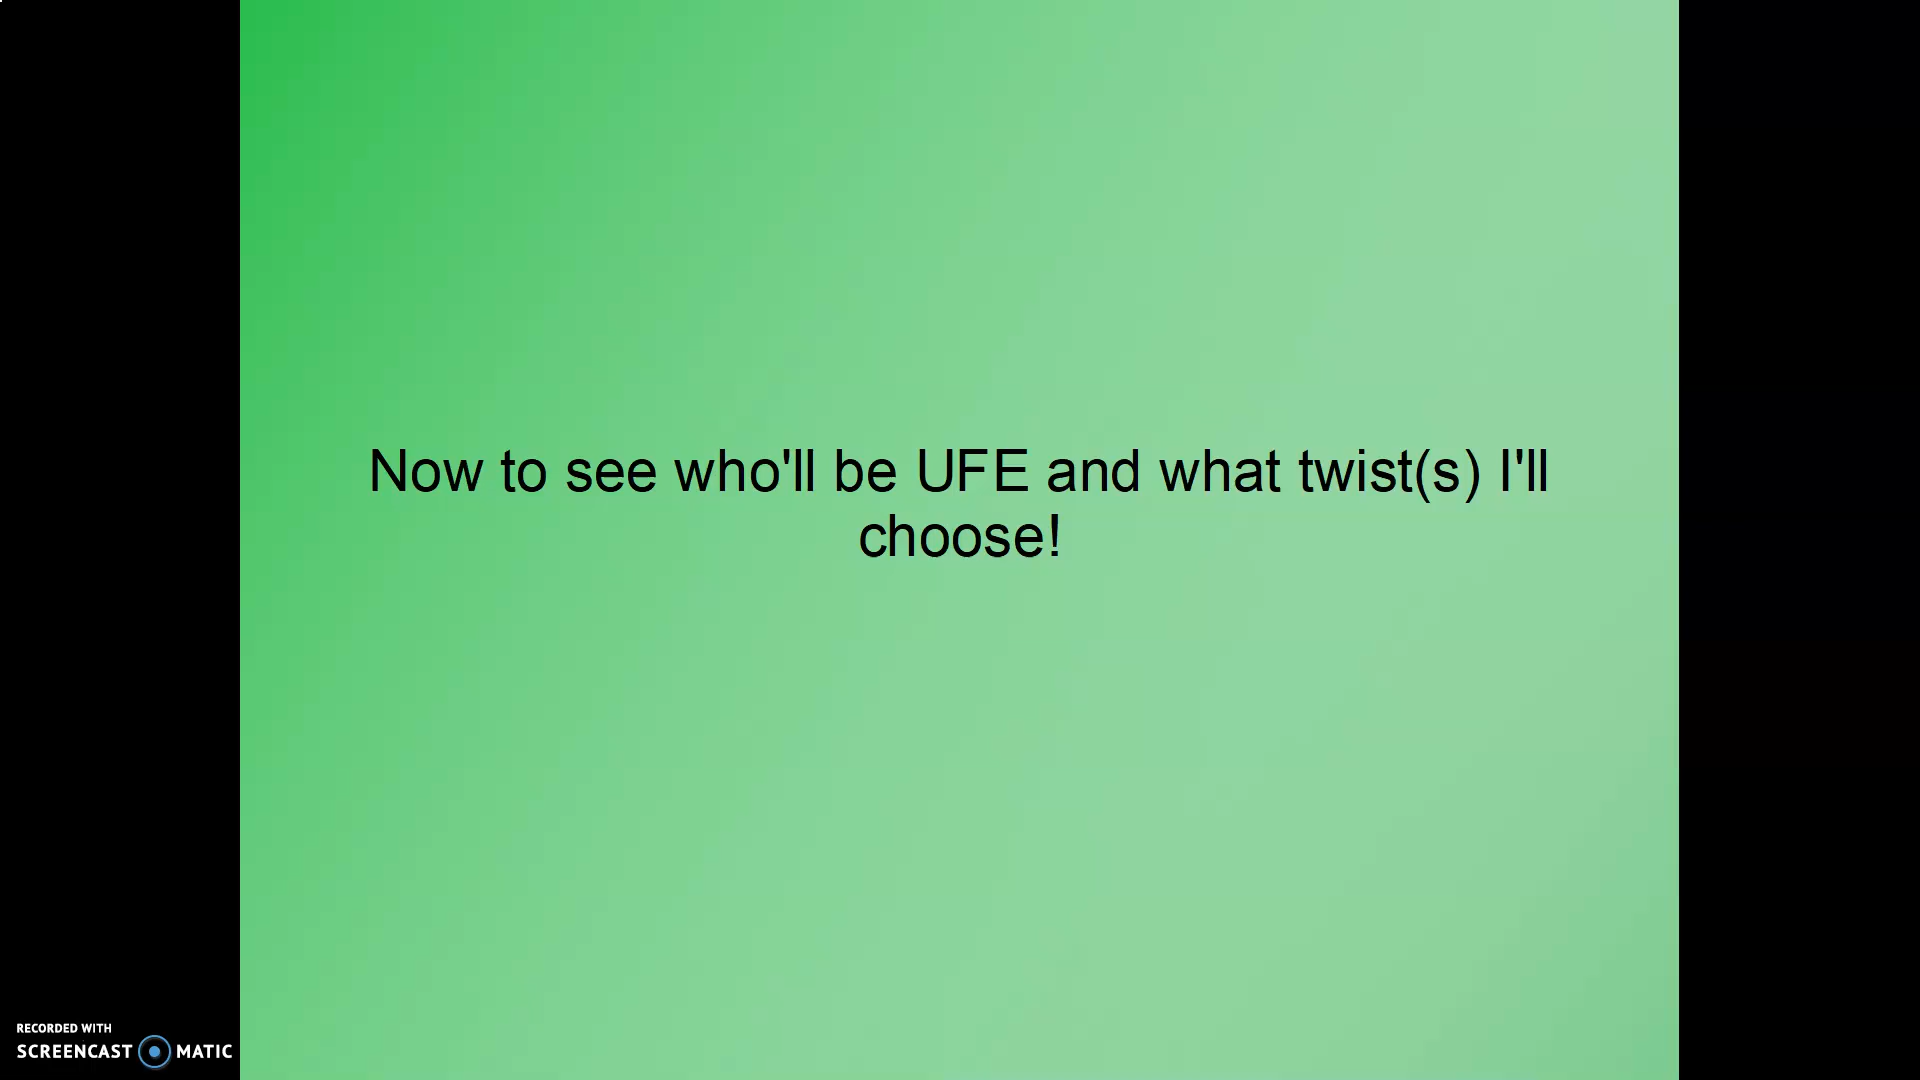 Now to see who'll be UFE and what twist(s) I'll
choose!
RECORDED WITH
SCREENCAST MATIC